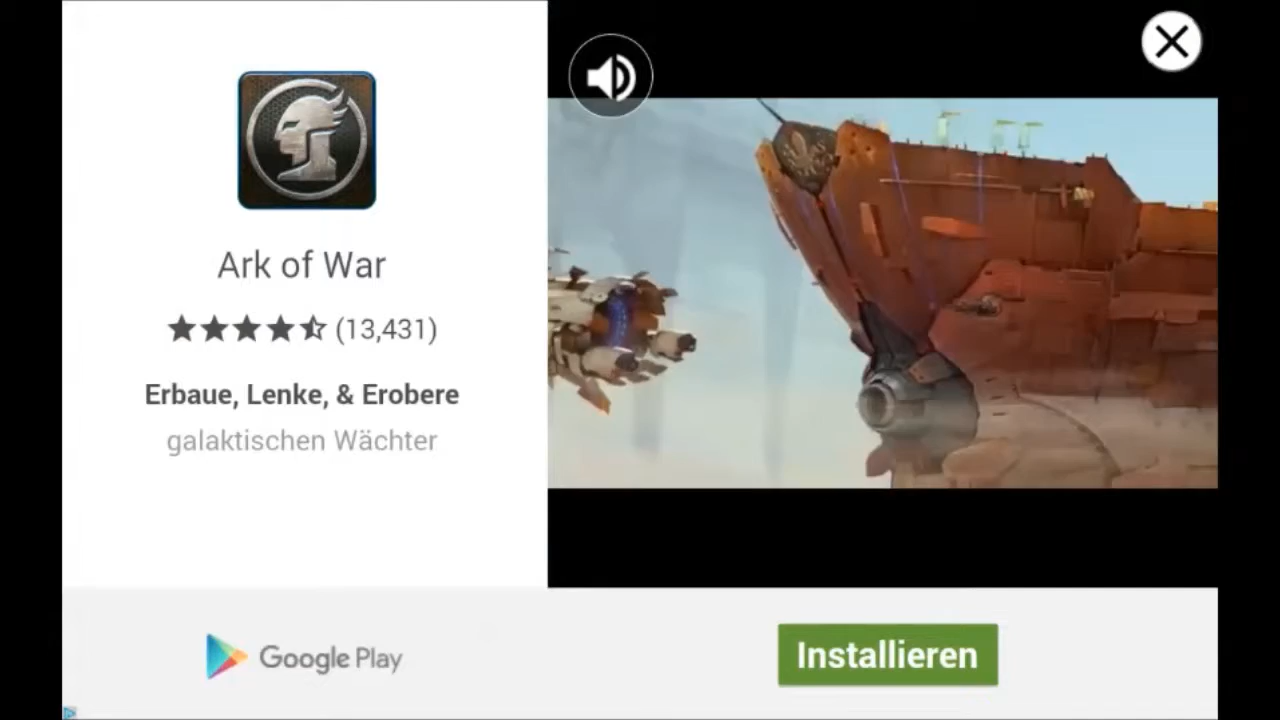 Ark of War
(13,431)
Erbaue, Lenke, & Erobere
galaktischen Wächter
Google Play
Installieren